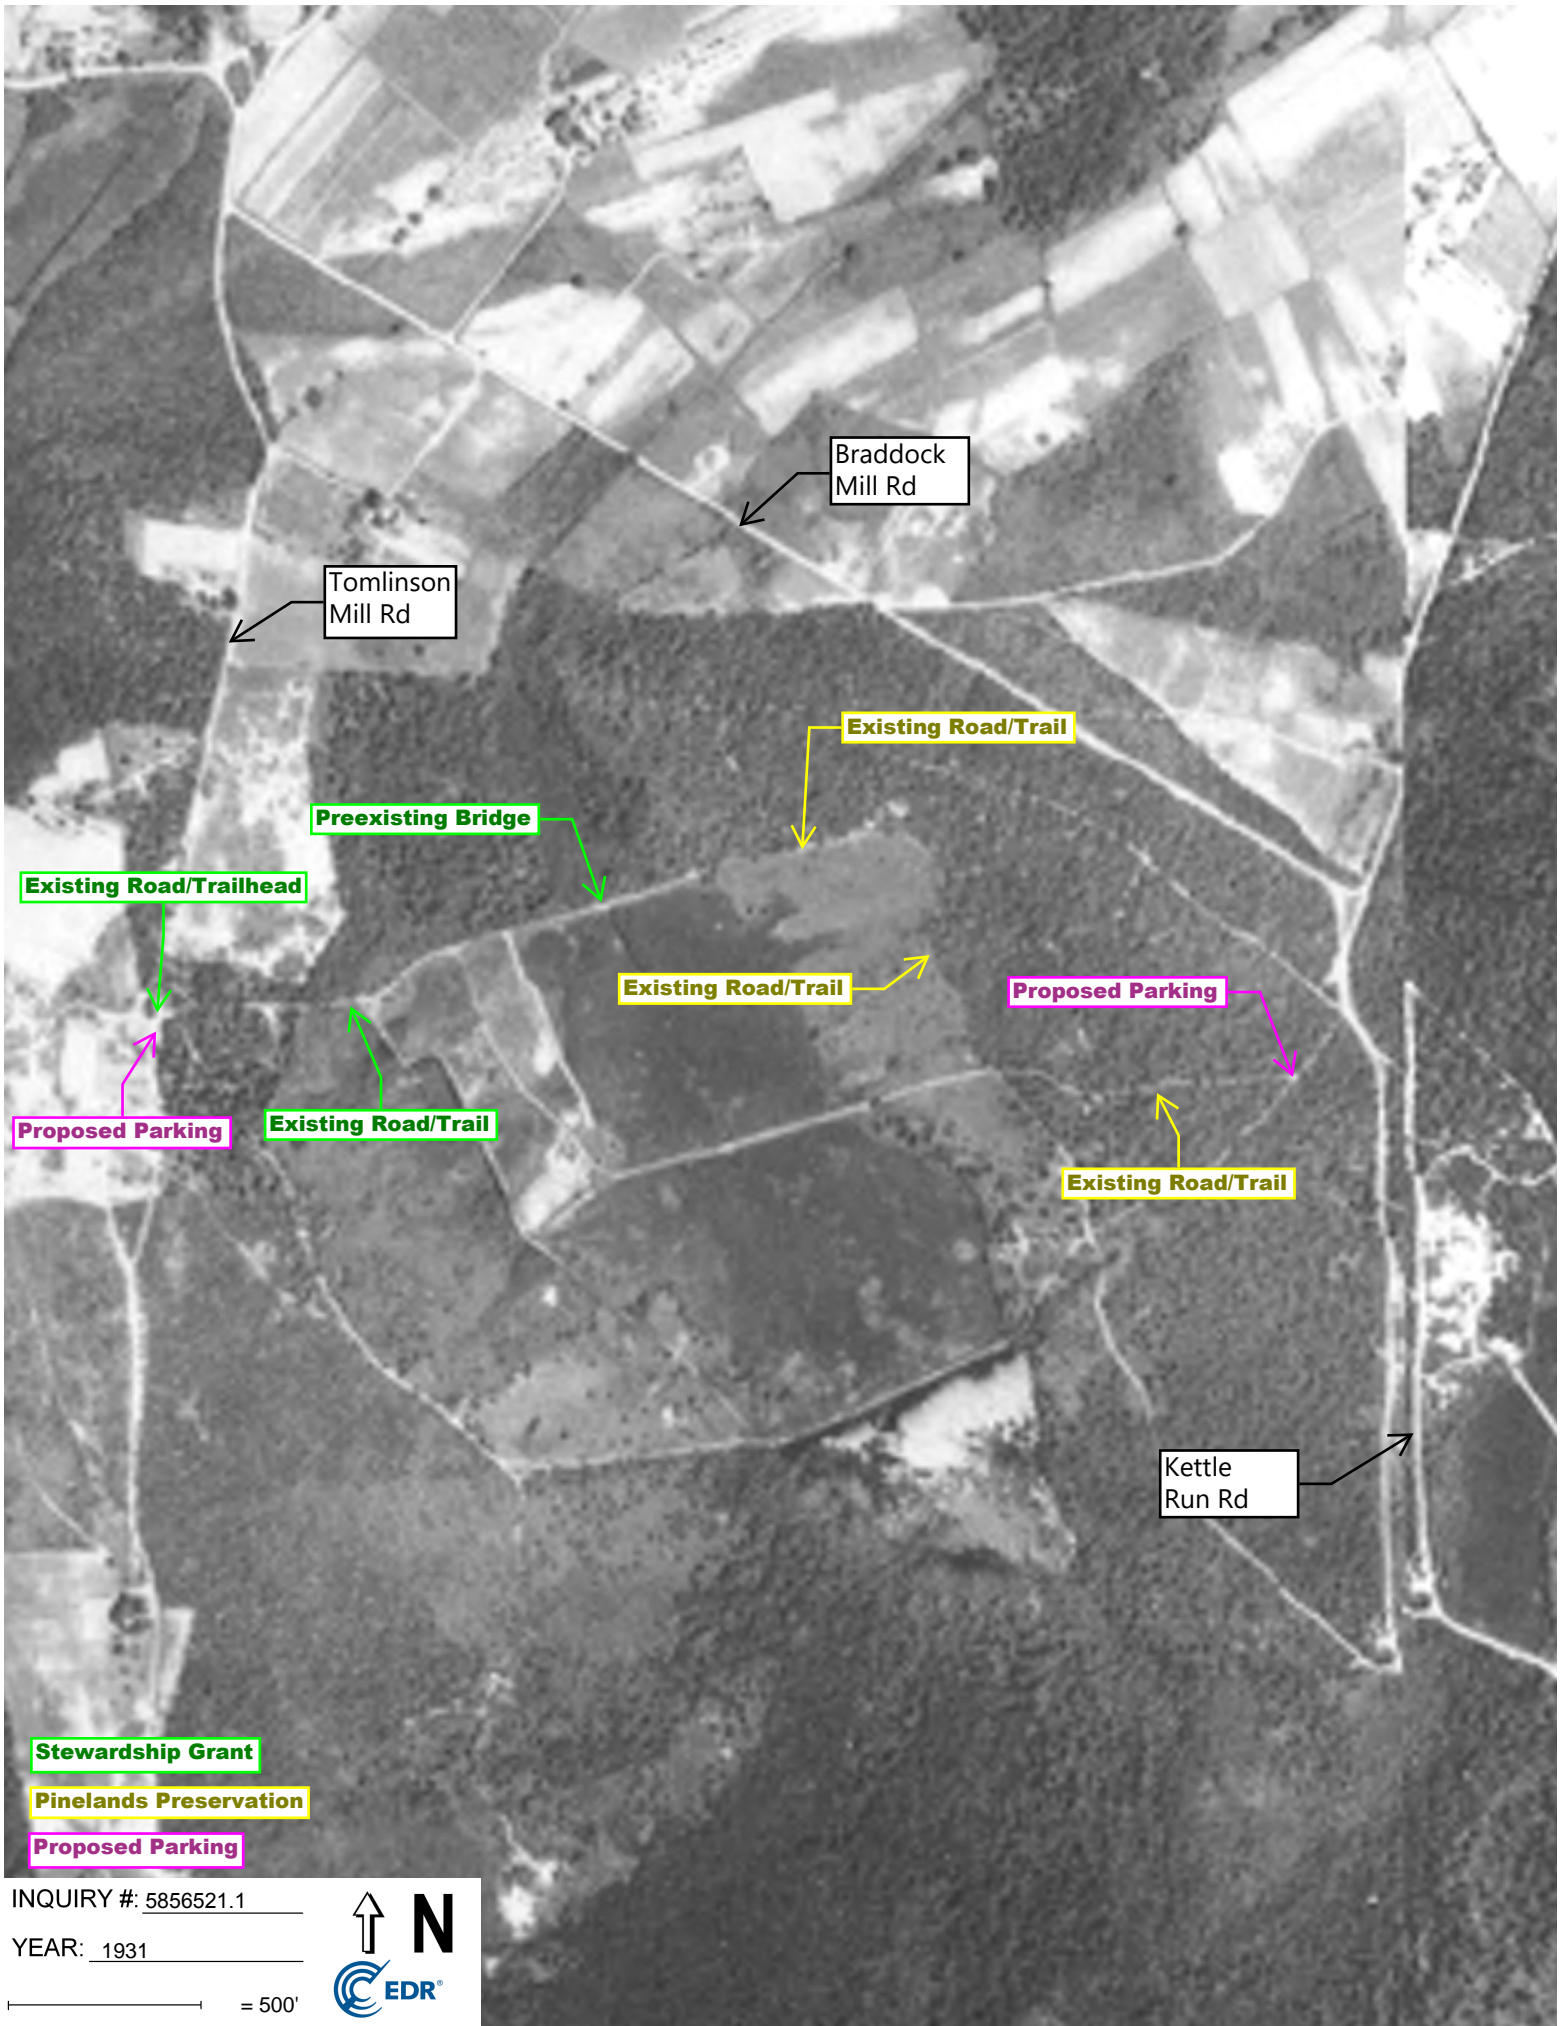 Braddock
Mill Rd
Tomlinson
Mill Rd
Existing Road/Trail
Preexisting Bridge
Existing Road/Trailhead
Existing Road/Trail
Proposed Parking
Proposed Parking
Existing Road/Trail
Existing Road/Trail
Kettle
Run Rd
Stewardship Grant
Pinelands Preservation
Proposed Parking
INQUIRY #: 5856521.1
YEAR: 1931
= 500'
N
EDR®